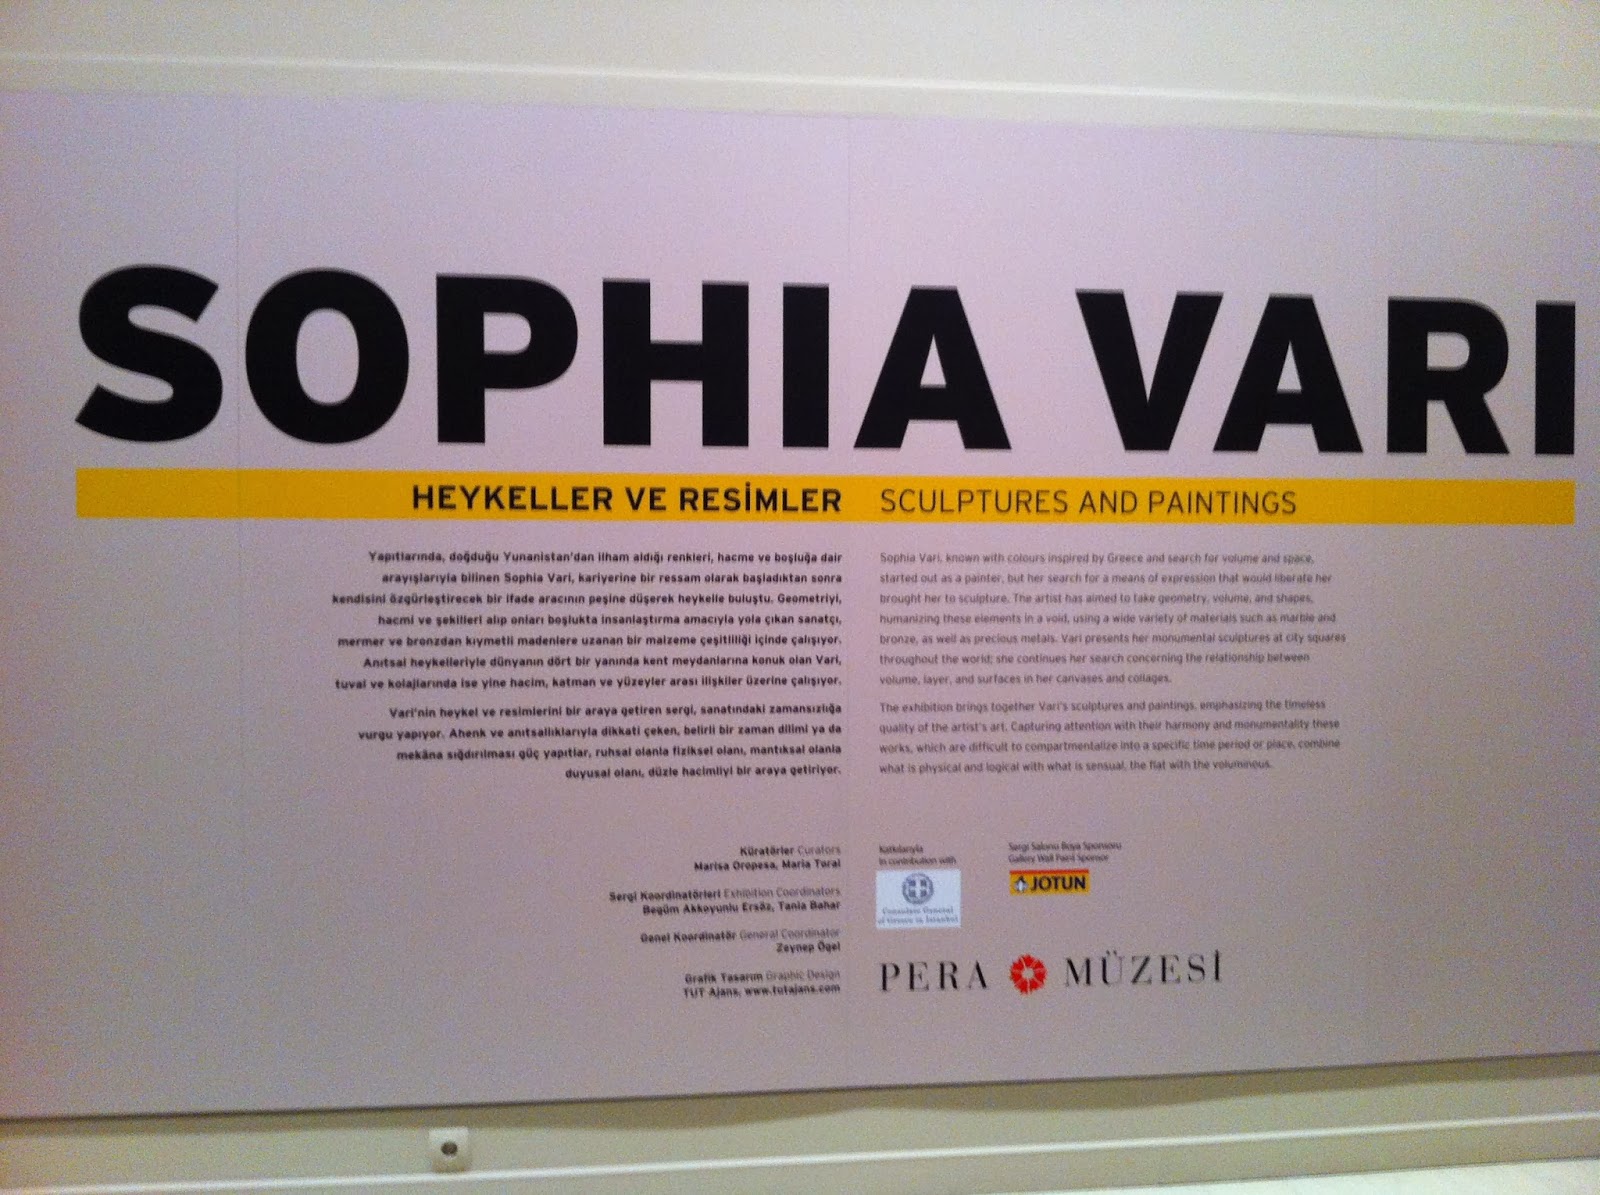 SOPHIA VARI
HEYKELLER VE RESİMLER
SCULPTURES AND PAINTINGS
Yapıtlarında, doğduğu Yunanistan'dan ilham aldığı renkleri, hacme ve boşluğa dair
arayışlarıyla bilinen Sophia Vari, kariyerine bir ressam olarak başladıktan sonra
kendisini özgürleştirecek bir ifade aracının peşine düşerek heykelle buluştu. Geometriyi,
hacmi ve şekilleri alıp onları boşlukta insanlaştırma amacıyla yola çıkan sanatçı,
mermer ve bronzdan kıymetli madenlere uzanan bir malzeme çeşitliliği içinde çalışıyor.
Anıtsal heykelleriyle dünyanın dört bir yanında kent meydanlarına konuk olan Vari,
tuval ve kolajlarında ise yine hacim, katman ve yüzeyler arası ilişkiler üzerine çalışıyor.
Vari'nin heykel ve resimlerini bir araya getiren sergi, sanatındaki zamansızlığa
vurgu yapıyor. Ahenk ve anıtsallıklarıyla dikkati çeken, belirli bir zaman dilimi ya da
mekâna sığdırılması güç yapıtlar, ruhsal olanla fiziksel olanı, mantıksal olanla
duyusal olanı, düzle hacimliyi bir araya getiriyor.
Sophia Vari, known with colours inspired by Greece and search for volume and space,
started out as a painter, but her search for a means of expression that would liberate her
brought her to sculpture. The artist has aimed to take geometry, volume, and shapes,
humanizing these elements in a void, using a wide variety of materials such as marble and
bronze, as well as precious metals. Vari presents her monumental sculptures at city squares
throughout the world; she continues her search concerning the relationship between
volume, layer, and surfaces in her canvases and collages.
The exhibition brings together Vari's sculptures and paintings, emphasizing the timeless
quality of the artist's art. Capturing attention with their harmony and monumentality these
works, which are difficult to compartmentalize into a specific time period or place, combine
what is physical and logical with what is sensual, the flat with the voluminous.
Küratörler Curators
Marisa Oropesa, Maria Toral
Sergi Koordinatörleri Exhibition Coordinators
Begüm Akkoyunlu Ersöz, Tania Bahar
Genel Koordinatör General Coordinator
Zeynep Ögel
Grafik Tasarım Graphic Design
TUT Ajans, www.tutajans.com
Katkılarıyla
In contribution with
Consulate General
of Greece in Istanbul
Sergi Salonu Boya Sponsoru
Gallery Wall Paint Sponsor
JOTUN
PERA MÜZESİ